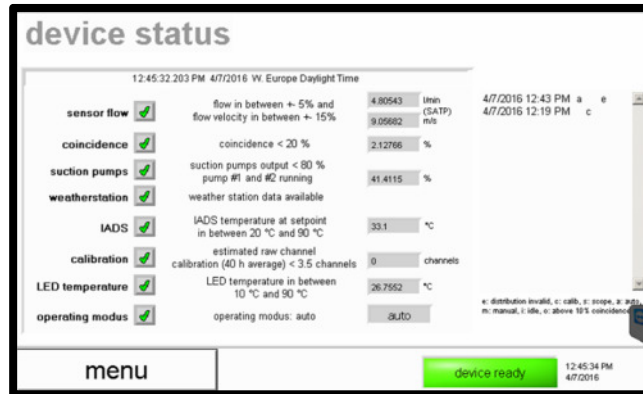 device status
12:45:32.203 PM 4/7/2016 W. Europe Daylight Time
sensor flow
flow in between +- 5% and
flow velocity in between +- 15%
4.80543 l/min
(SATP)
9.05682 m/s
coincidence
coincidence < 20 %
2.12766 %
suction pumps
suction pumps output < 80 %
pump #1 and #2 running
41.4115 %
weatherstation
weather station data available
IADS
IADS temperature at setpoint
in between 20 °C and 90 °C
33.1 °C
calibration
estimated raw channel
calibration (40 h average) < 3.5 channels
0 channels
LED temperature
LED temperature in between
10 °C and 90 °C
26.7552 °C
operating modus
operating modus: auto
auto
4/7/2016 12:43 PM a e
4/7/2016 12:19 PM c
e: distribution invalid, c: calib, s: scope, a: auto,
m: manual, i: idle, o: above 10% coincidence
menu
device ready
12:45:34 PM
4/7/2016